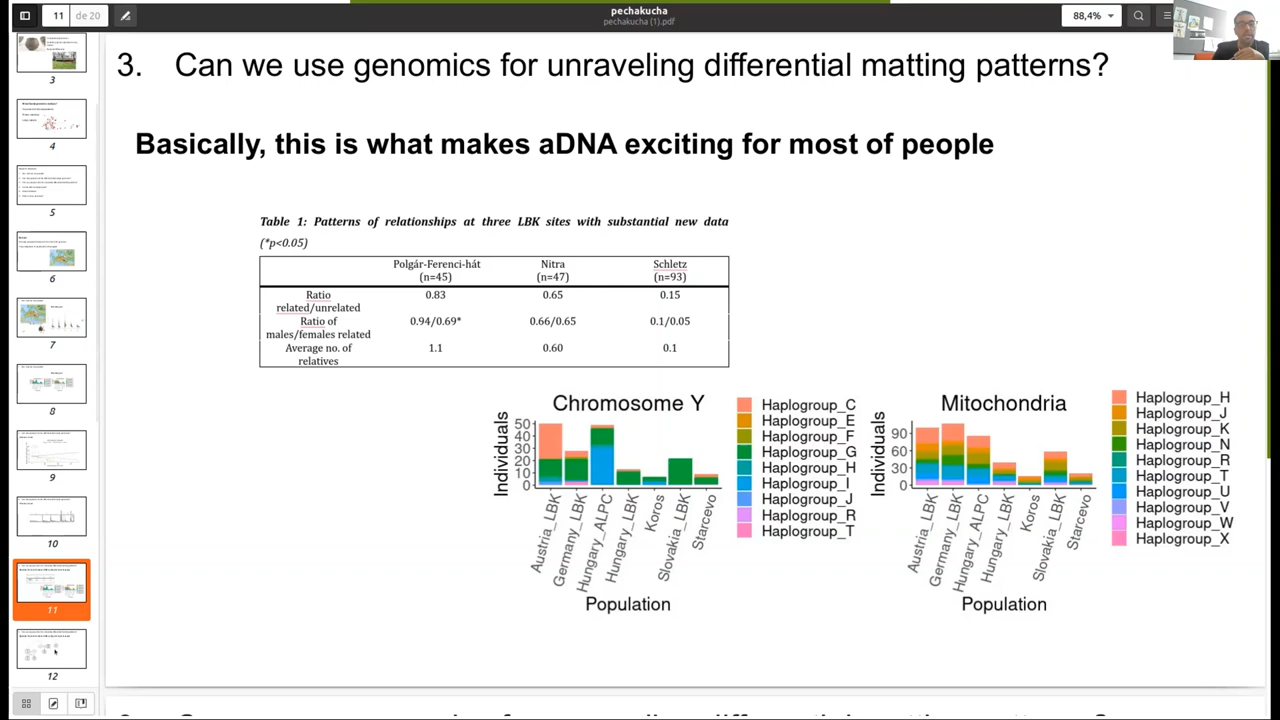 pechakucha
pechakucha (1).pdf
11 de 20
88,4%
3
4
5
6
7
8
9
10
11
12
3. Can we use genomics for unraveling differential matting patterns?
Basically, this is what makes aDNA exciting for most of people
Table 1: Patterns of relationships at three LBK sites with substantial new data
(*p<0.05)
Polgár-Ferenci-hát Nitra Schletz
(n=45) (n=47) (n=93)
Ratio 0.83 0.65 0.15
related/unrelated
Ratio of 0.94/0.69* 0.66/0.65 0.1/0.05
males/females related
Average no. of 1.1 0.60 0.1
relatives
Chromosome Y
Individuals
50
40
30
20
10
0
Austria_LBK
Germany_LBK
Hungary_ALPC
Hungary_LBK
Koros
Slovakia_LBK
Starcevo
Population
Haplogroup_C
Haplogroup_E
Haplogroup_F
Haplogroup_G
Haplogroup_H
Haplogroup_I
Haplogroup_J
Haplogroup_R
Haplogroup_T
Mitochondria
Individuals
90
60
30
0
Austria_LBK
Germany_LBK
Hungary_ALPC
Hungary_LBK
Koros
Slovakia_LBK
Starcevo
Population
Haplogroup_H
Haplogroup_J
Haplogroup_K
Haplogroup_N
Haplogroup_R
Haplogroup_T
Haplogroup_U
Haplogroup_V
Haplogroup_W
Haplogroup_X